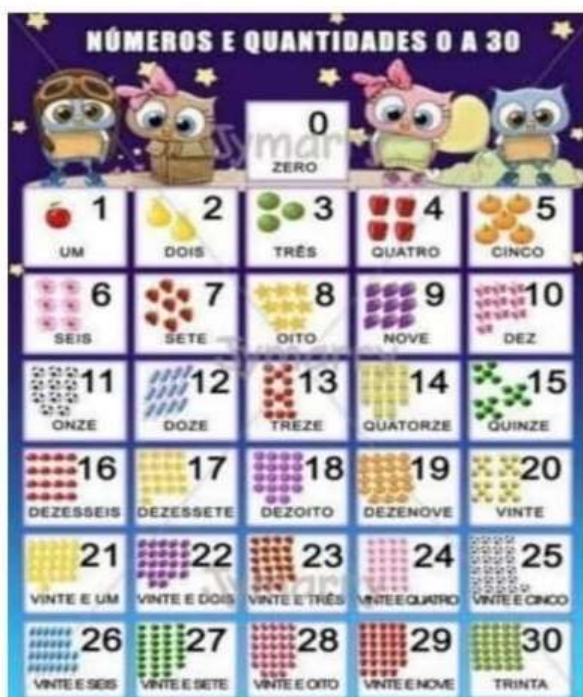 NÚMEROS E QUANTIDADES 0 A 30
0
ZERO
1 2 3 4 5
UM DOIS TRÊS QUATRO CINCO
6 7 8 9 10
SEIS SETE OITO NOVE DEZ
11 12 13 14 15
ONZE DOZE TREZE QUATORZE QUINZE
16 17 18 19 20
DEZESSEIS DEZESSETE DEZOITO DEZENOVE VINTE
21 22 23 24 25
VINTE E UM VINTE E DOIS VINTE E TRÊS VINTE E QUATRO VINTE E CINCO
26 27 28 29 30
VINTE E SEIS VINTE E SETE VINTE E OITO VINTE E NOVE TRINTA